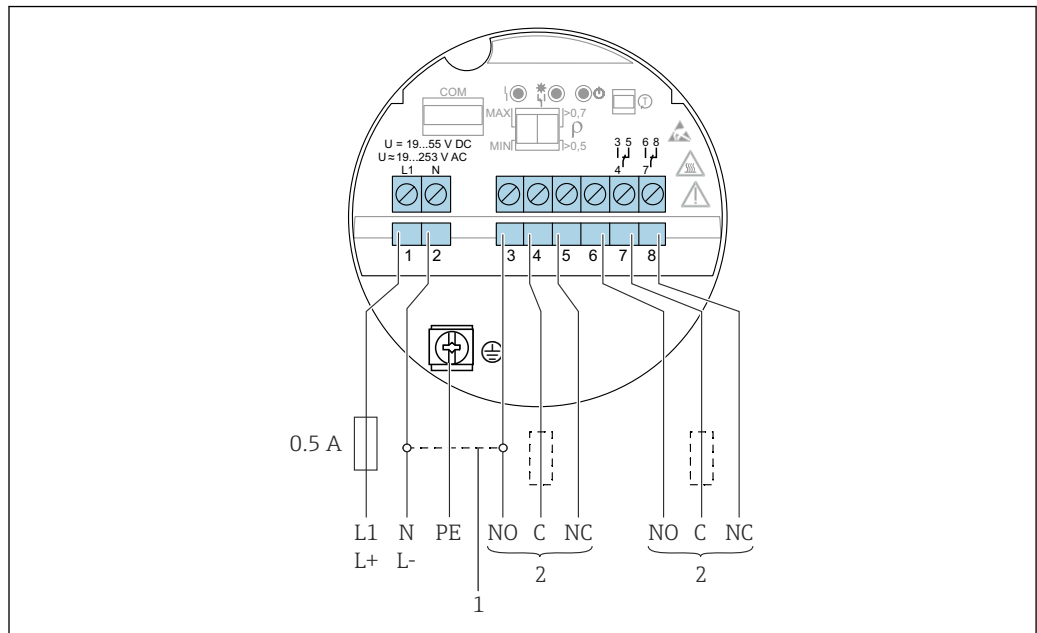 COM
MAX
>0,7
ρ
MIN
>0,5
U = 19...55 V DC
U ≈ 19...253 V AC
L1 N
3 5 6 8
4 7
1 2 3 4 5 6 7 8
0.5 A
L1 N PE NO C NC NO C NC
L+ L-
2 2
1